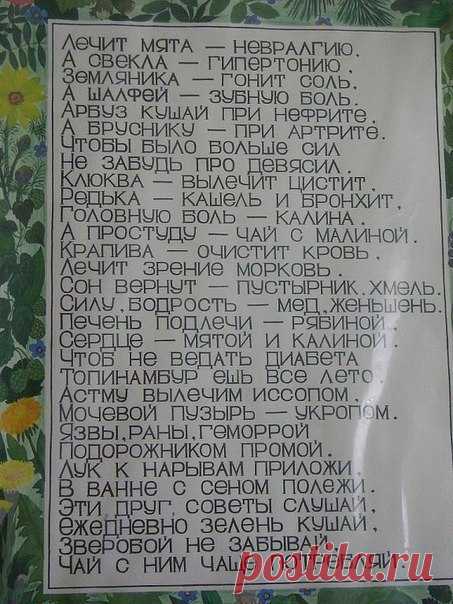 Лечит мята — невралгию.
А свекла — гипертонию.
Земляника — гонит соль.
А шалфей — зубную боль.
Арбуз кушай при нефрите.
А бруснику — при артрите.
Чтобы было больше сил
Не забудь про девясил.
Клюква — вылечит цистит.
Редька — кашель и бронхит.
Головную боль — калина.
А простуду — чай с малиной.
Крапива — очистит кровь.
Лечит зрение морковь.
Сон вернут — пустырник, хмель.
Силу, бодрость — мед, женьшень.
Печень подлечи — рябиной.
Сердце — мятой и калиной.
Чтоб не ведать диабета
Топинамбур ешь все лето.
Астму вылечим иссопом.
Мочевой пузырь — укропом.
Язвы, раны, геморрой
Подорожником промой.
Лук к нарывам приложи.
В ванне с сеном полежи.
Эти друг, советы слушай,
Ежедневно зелень кушай,
Зверобой не забывай
Чай с ним чаще употребляй.
postila.ru